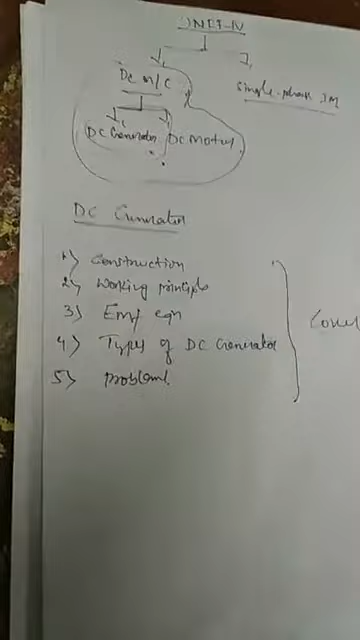 UNIT-IV
DC M/C
Single-phase IM
DC Generator DC Motor
DC Generator
1) Construction
2) Working principle
3) Emf eqn
4) Types of DC Generator
5) problems